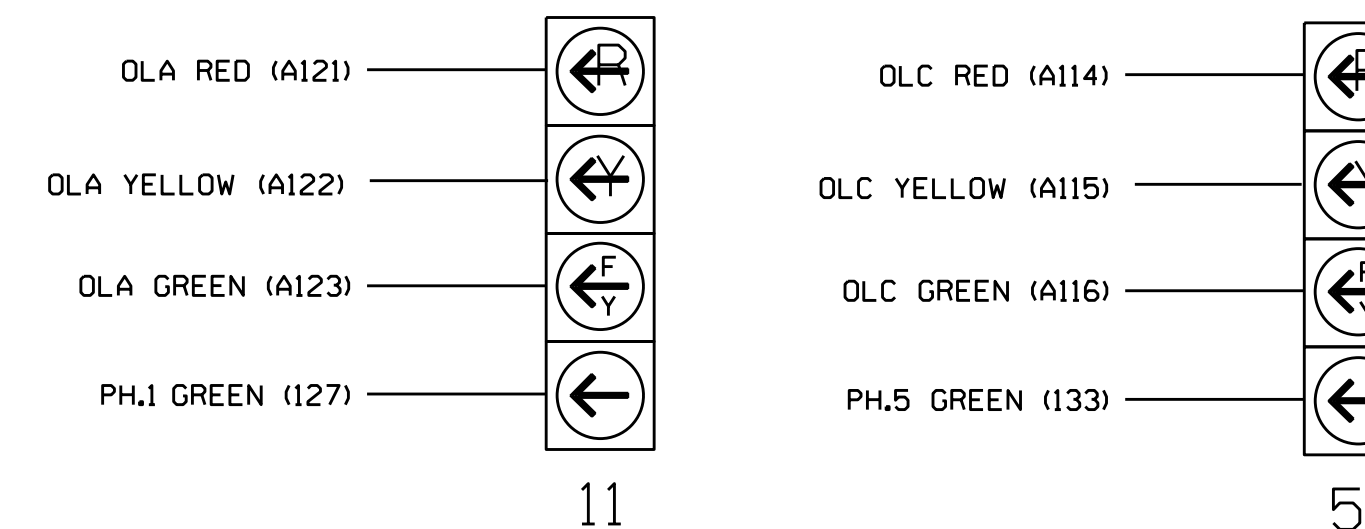 OLA RED (A121)
R
OLA YELLOW (A122)
Y
OLA GREEN (A123)
F
Y
PH.1 GREEN (127)
11
OLC RED (A114)
OLC YELLOW (A115)
OLC GREEN (A116)
PH.5 GREEN (133)
5